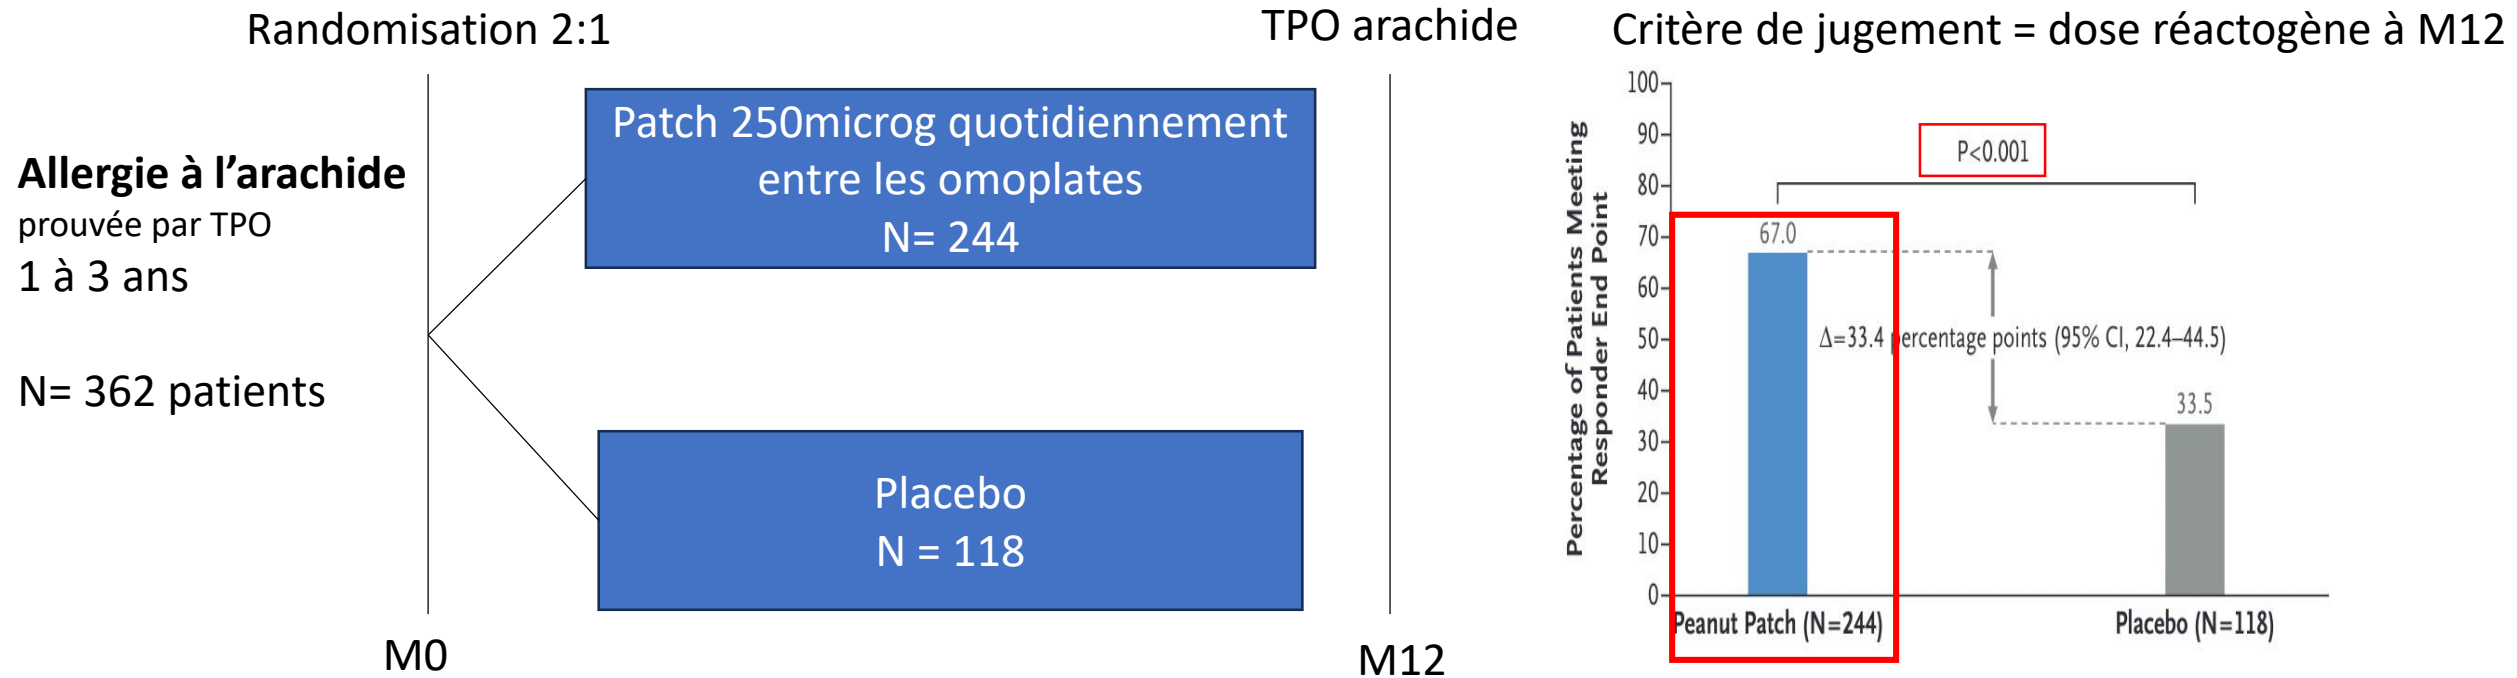 Randomisation 2:1
TPO arachide
Critère de jugement = dose réactogène à M12
Allergie à l'arachide
prouvée par TPO
1 à 3 ans
N= 362 patients
Patch 250microg quotidiennement
entre les omoplates
N= 244
Placebo
N = 118
M0
M12
Percentage of Patients Meeting
Responder End Point
100
90
80
70
60
50
40
30
20
10
0
P<0.001
67.0
Δ=33.4 percentage points (95% CI, 22.4–44.5)
33.5
Peanut Patch (N=244)
Placebo (N=118)